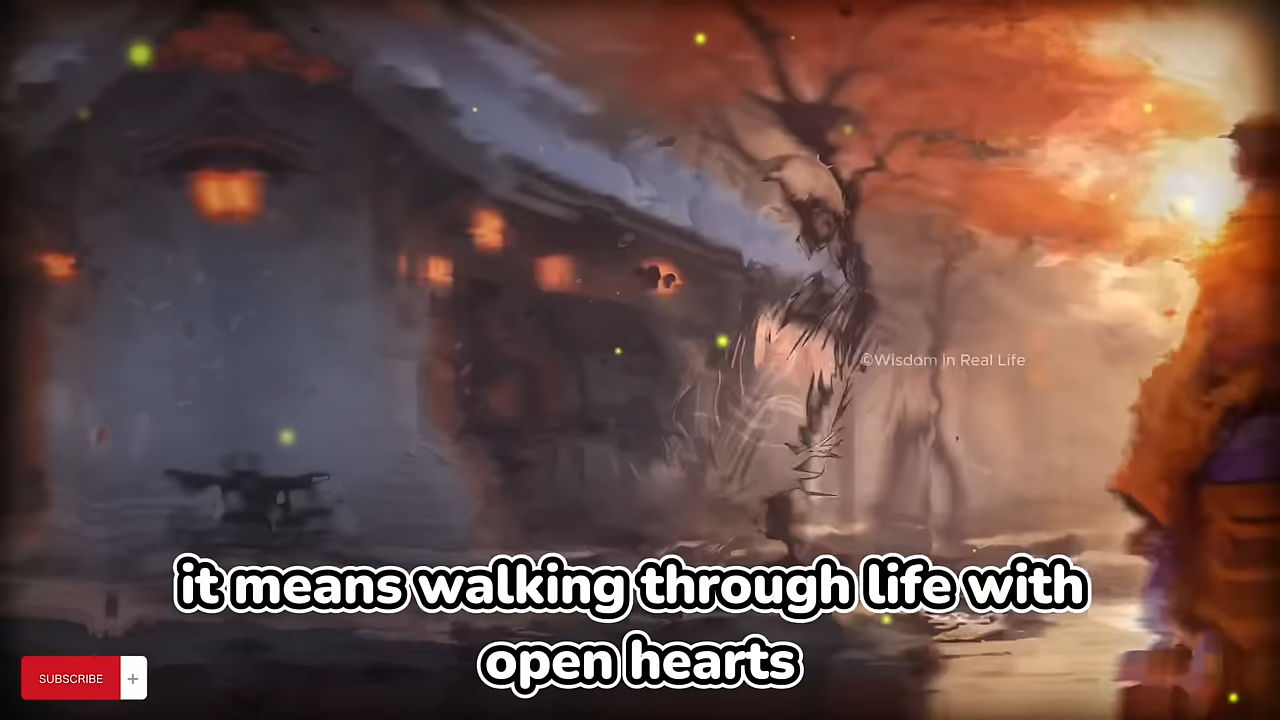 ©Wisdom in Real Life
it means walking through life with
open hearts
SUBSCRIBE +